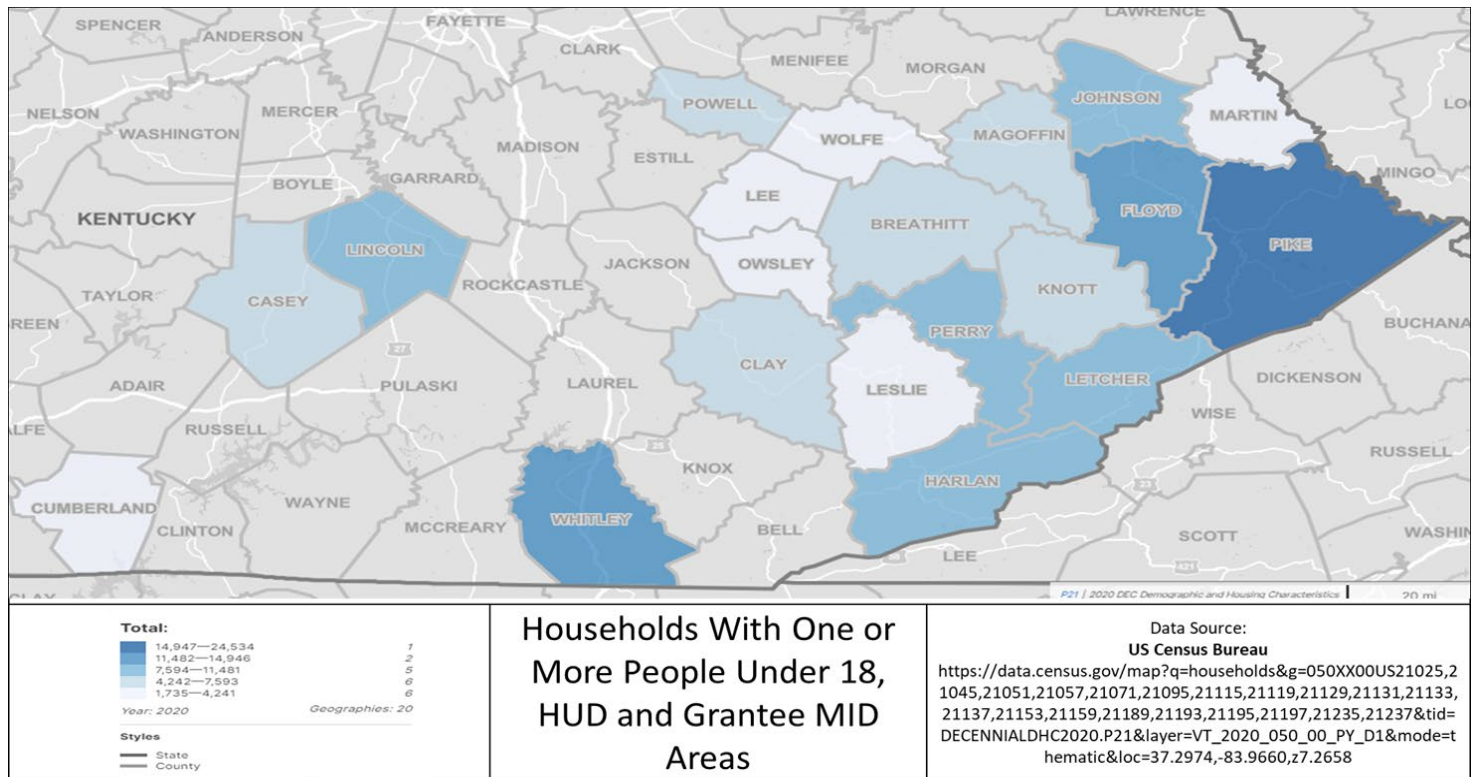 LAWRENCE
SPENCER
ANDERSON
FAYETTE
CLARK
MENIFEE
MORGAN
NELSON
MERCER
WASHINGTON
MADISON
ESTILL
POWELL
WOLFE
MAGOFFIN
JOHNSON
MARTIN
MINGO
BOYLE
GARRARD
LEE
KENTUCKY
LINCOLN
BREATHITT
FLOYD
PIKE
JACKSON
OWSLEY
CASEY
ROCKCASTLE
KNOTT
TAYLOR
BUCHANA
PERRY
27
ADAIR
PULASKI
LAUREL
CLAY
LESLIE
LETCHER
DICKENSON
WISE
RUSSELL
25
KNOX
RUSSELL
CUMBERLAND
WAYNE
HARLAN
23
CLINTON
MCCREARY
WHITLEY
BELL
LEE
SCOTT
WASHIN
A21
P21 | 2020 DEC Demographic and Housing Characteristics
20 mi
Total:
14,947—24,534 1
11,482—14,946 2
7,594—11,481 5
4,242—7,593 6
1,735—4,241 6
Year: 2020 Geographies: 20
Styles
State
County
Households With One or
More People Under 18,
HUD and Grantee MID
Areas
Data Source:
US Census Bureau
https://data.census.gov/map?q=households&g=050XX00US21025,2
1045,21051,21057,21071,21095,21115,21119,21129,21131,21133,
21137,21153,21159,21189,21193,21195,21197,21235,21237&tid=
DECENNIALDHC2020.P21&layer=VT_2020_050_00_PY_D1&mode=t
hematic&loc=37.2974,-83.9660,z7.2658